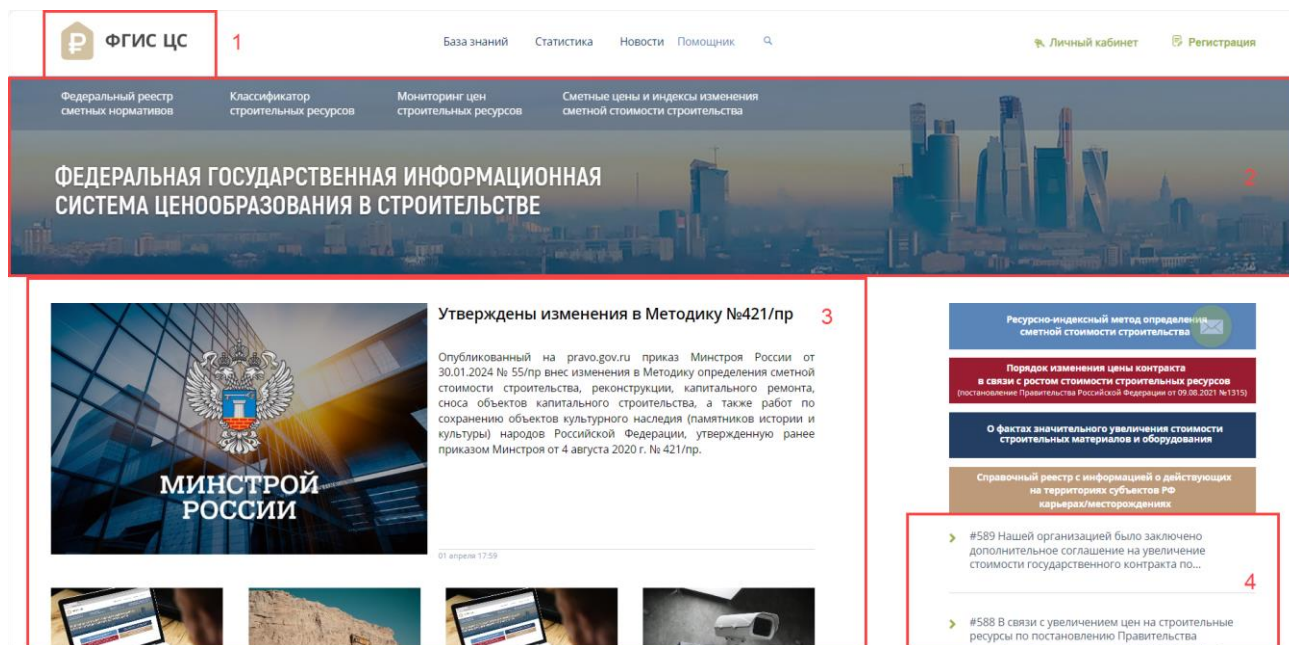 ФГИС ЦС
1
База знаний
Статистика
Новости
Помощник
Личный кабинет
Регистрация
Федеральный реестр
сметных нормативов
Классификатор
строительных ресурсов
Мониторинг цен
строительных ресурсов
Сметные цены и индексы изменения
сметной стоимости строительства
ФЕДЕРАЛЬНАЯ ГОСУДАРСТВЕННАЯ ИНФОРМАЦИОННАЯ
СИСТЕМА ЦЕНООБРАЗОВАНИЯ В СТРОИТЕЛЬСТВЕ
2
МИНСТРОЙ
РОССИИ
Утверждены изменения в Методику №421/пр
3
Опубликованный на pravo.gov.ru приказ Минстроя России от
30.01.2024 № 55/пр внес изменения в Методику определения сметной
стоимости строительства, реконструкции, капитального ремонта,
сноса объектов капитального строительства, а также работ по
сохранению объектов культурного наследия (памятников истории и
культуры) народов Российской Федерации, утвержденную ранее
приказом Минстроя от 4 августа 2020 г. № 421/пр.
01 апреля 17:59
Ресурсно-индексный метод определения
сметной стоимости строительства
Порядок изменения цены контракта
в связи с ростом стоимости строительных ресурсов
(постановление Правительства Российской Федерации от 09.08.2021 №1315)
О фактах значительного увеличения стоимости
строительных материалов и оборудования
Справочный реестр с информацией о действующих
на территориях субъектов РФ
карьерах/месторождениях
#589 Нашей организацией было заключено
дополнительное соглашение на увеличение
стоимости государственного контракта по...
4
#588 В связи с увеличением цен на строительные
ресурсы по постановлению Правительства